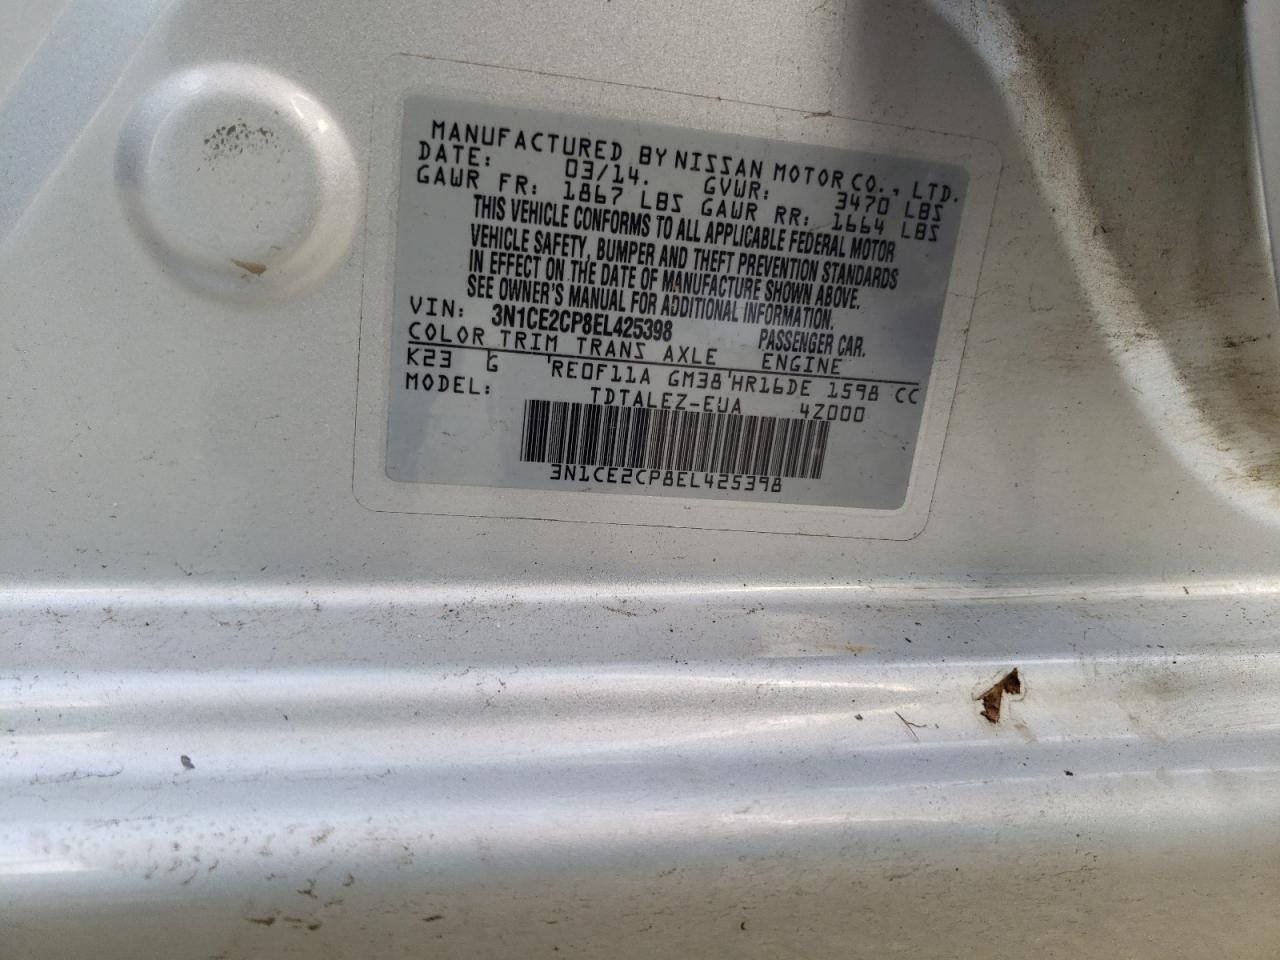 MANUFACTURED BY NISSAN MOTOR CO., LTD.
DATE: 03/14. GVWR: 3470 LBS
GAWR FR: 1867 LBS GAWR RR: 1664 LBS
THIS VEHICLE CONFORMS TO ALL APPLICABLE FEDERAL MOTOR
VEHICLE SAFETY, BUMPER AND THEFT PREVENTION STANDARDS
IN EFFECT ON THE DATE OF MANUFACTURE SHOWN ABOVE.
SEE OWNER'S MANUAL FOR ADDITIONAL INFORMATION.
VIN: 3N1CE2CP8EL425398 PASSENGER CAR.
COLOR TRIM TRANS AXLE ENGINE
K23 G 'RE0F11A GM38'HR16DE 1598 CC
MODEL: TDTALEZ-EUA 4Z000
3N1CE2CP8EL425398